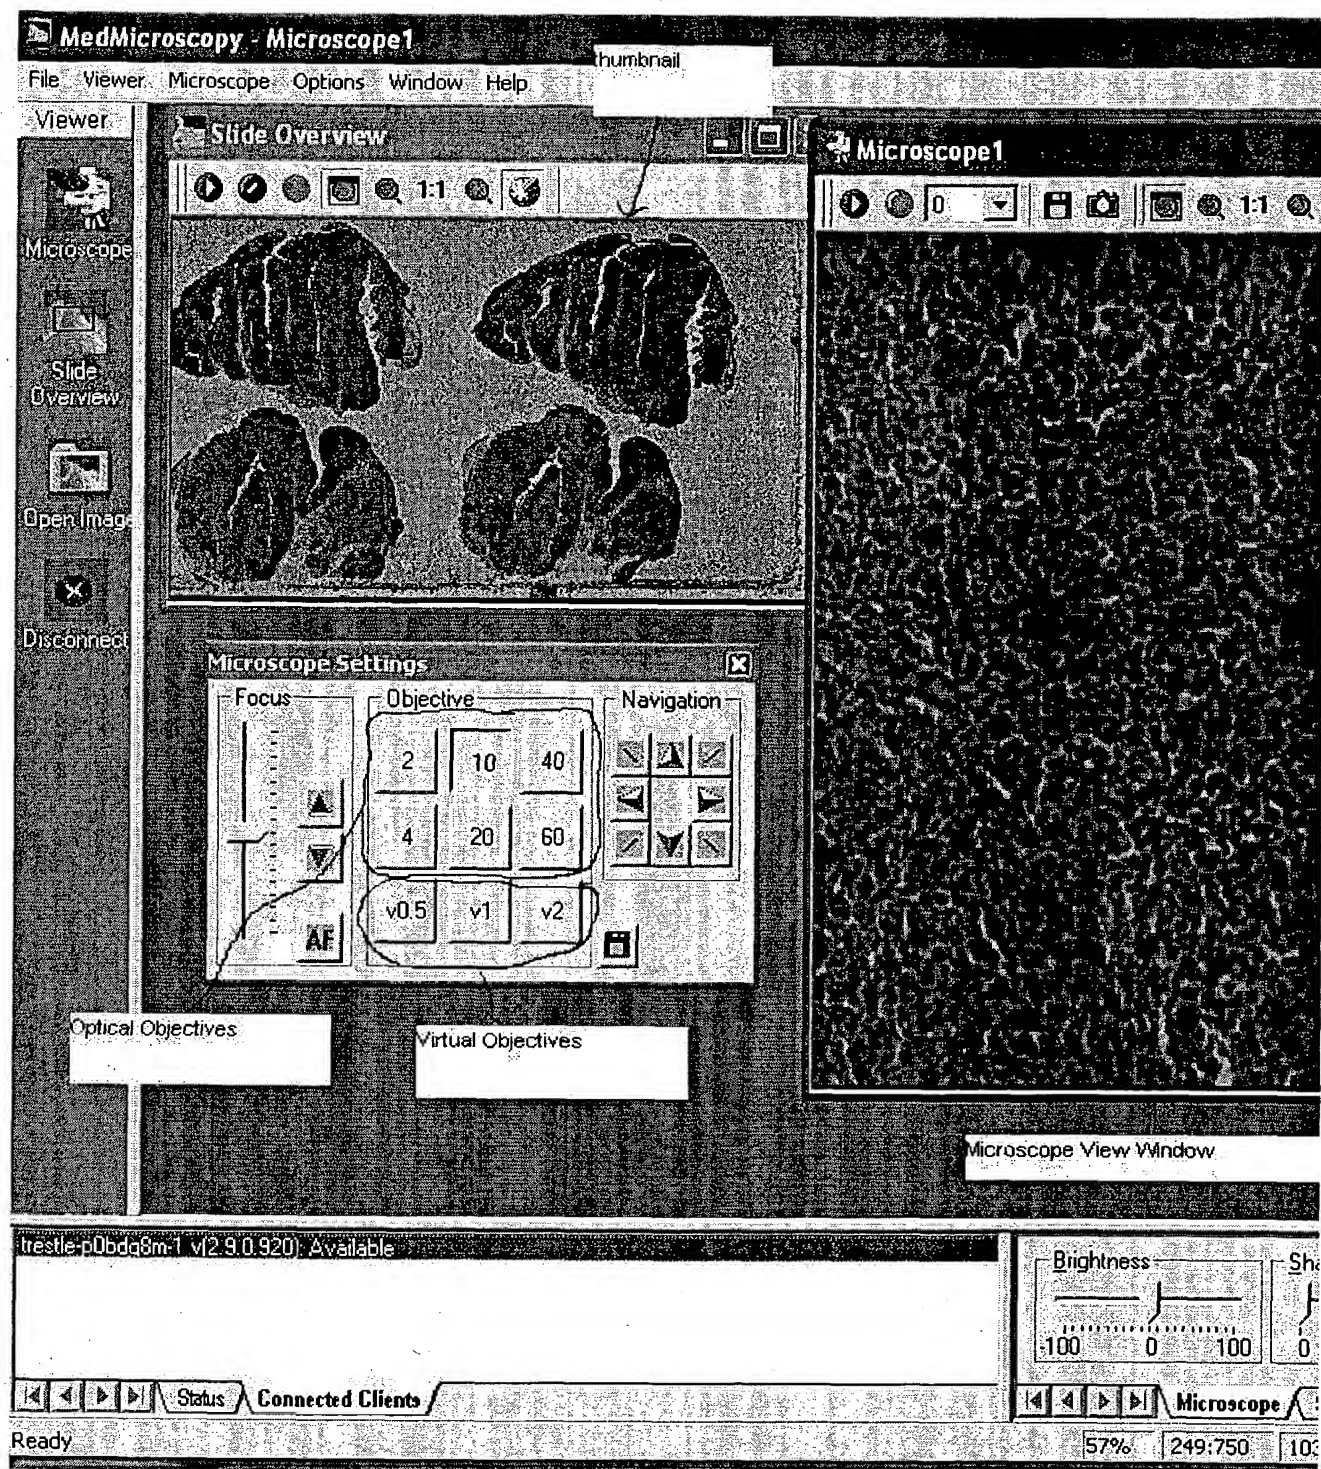 MedMicroscopy - Microscope1
thumbnail
File Viewer Microscope Options Window Help
Viewer
Slide Overview
Microscope1
1:1
0
1:1
Microscope
Slide
Overview
Open Image
Disconnect
Microscope Settings
Focus
Objective
Navigation
2 10 40
4 20 60
v0.5 v1 v2
AF
Optical Objectives
Virtual Objectives
Microscope View Window
trestle-p0bdq8m-1 v(2.9.0.920) Available
Brightness
Sha
-100 0 100
0
Status Connected Clients
Microscope
Ready
57% 249:750 103